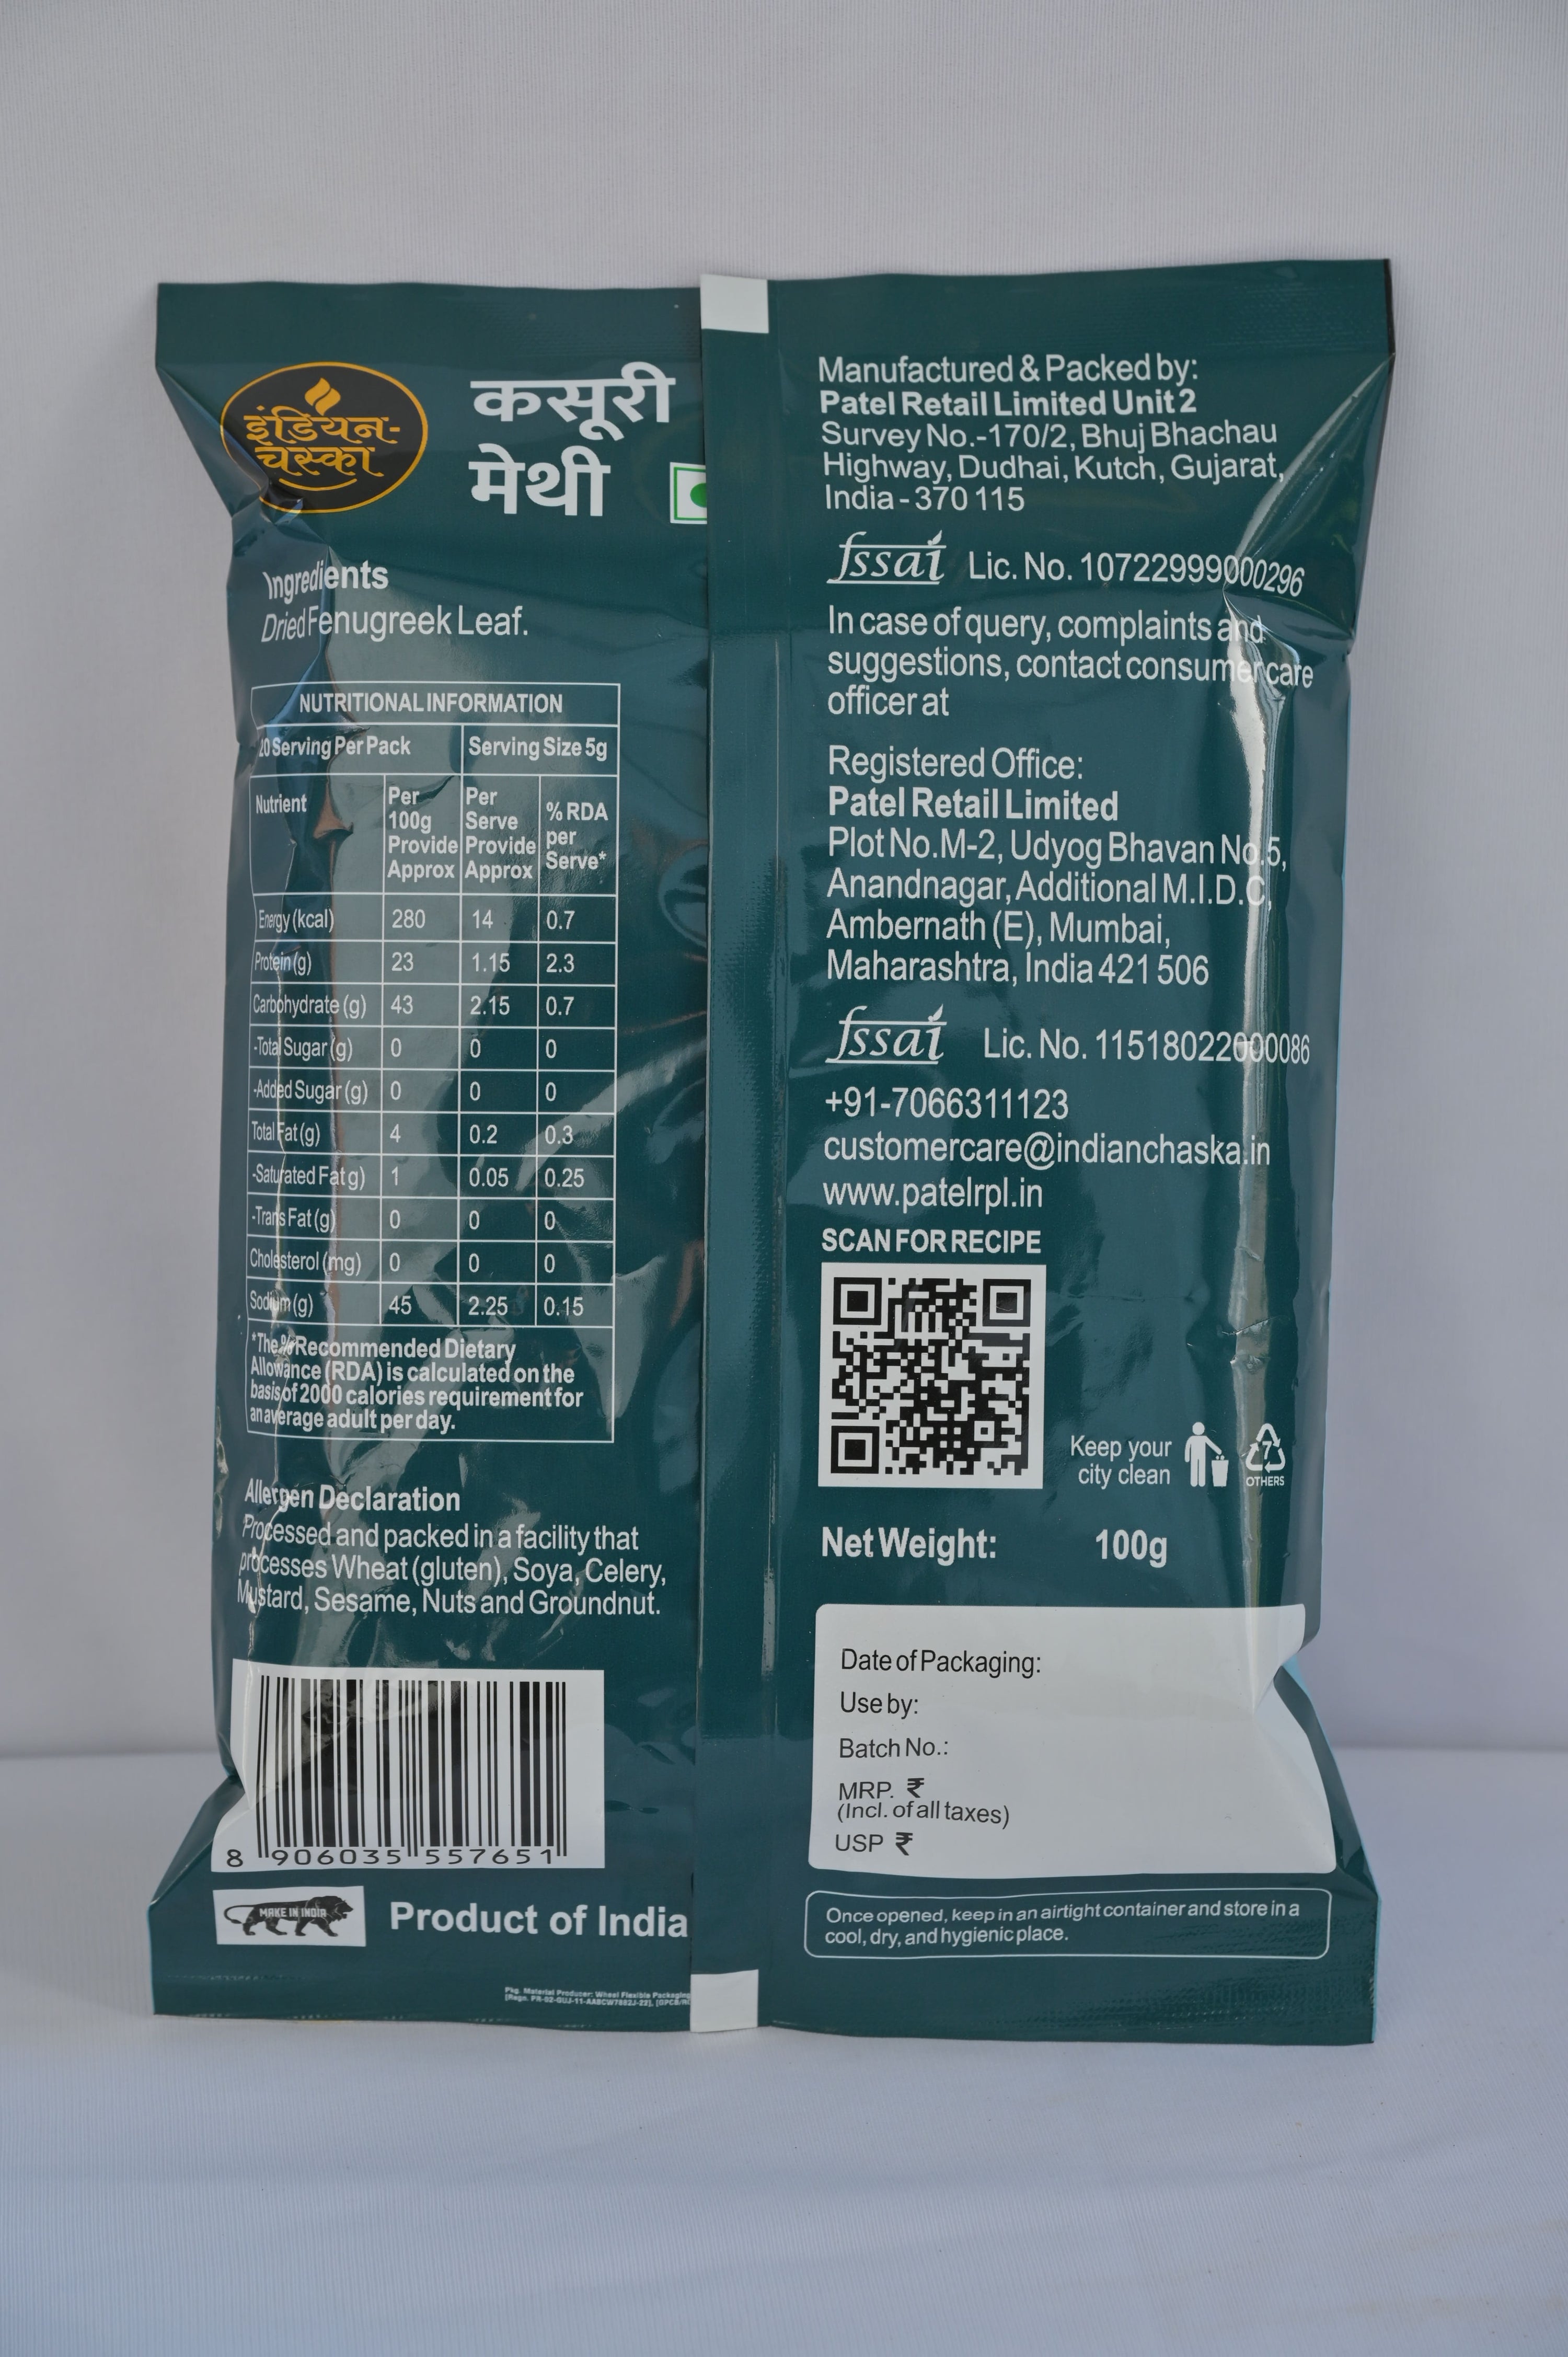 इंडियन-
चस्का
कसूरी
मेथी
Ingredients
Dried Fenugreek Leaf.
NUTRITIONAL INFORMATION
20 Serving Per Pack Serving Size 5g
Nutrient Per 100g Provide Approx Per Serve Provide Approx % RDA per Serve*
Energy (kcal) 280 14 0.7
Protein (g) 23 1.15 2.3
Carbohydrate (g) 43 2.15 0.7
-Total Sugar (g) 0 0 0
-Added Sugar (g) 0 0 0
Total Fat (g) 4 0.2 0.3
-Saturated Fat g) 1 0.05 0.25
-Trans Fat (g) 0 0 0
Cholesterol (mg) 0 0 0
Sodium (g) 45 2.25 0.15
*The % Recommended Dietary
Allowance (RDA) is calculated on the
basis of 2000 calories requirement for
an average adult per day.
Allergen Declaration
Processed and packed in a facility that
processes Wheat (gluten), Soya, Celery,
Mustard, Sesame, Nuts and Groundnut.
8 906035 557651
MAKE IN INDIA
Product of India
Pkg. Material Producer: Wheal Flexible Packaging
Manufactured & Packed by:
Patel Retail Limited Unit 2
Survey No.-170/2, Bhuj Bhachau
Highway, Dudhai, Kutch, Gujarat,
India - 370 115
fssai Lic. No. 10722999000296
In case of query, complaints and
suggestions, contact consumer care
officer at
Registered Office:
Patel Retail Limited
Plot No.M-2, Udyog Bhavan No.5,
Anandnagar, Additional M.I.D.C,
Ambernath (E), Mumbai,
Maharashtra, India 421 506
fssai Lic. No. 11518022000086
+91-7066311123
customercare@indianchaska.in
www.patelrpl.in
SCAN FOR RECIPE
Keep your
city clean
7
OTHERS
Net Weight: 100g
Date of Packaging:
Use by:
Batch No.:
MRP. ₹
(Incl. of all taxes)
USP ₹
Once opened, keep in an airtight container and store in a
cool, dry, and hygienic place.